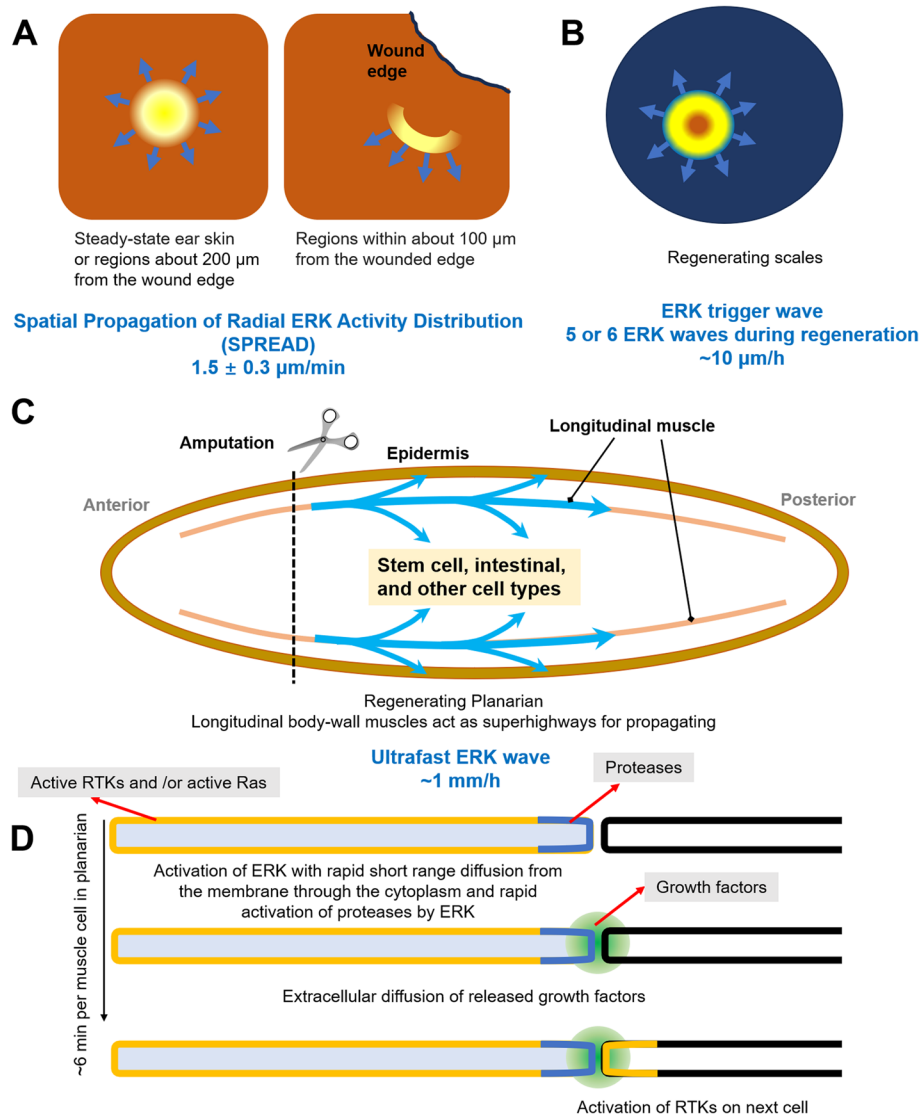 A
Wound
edge
Steady-state ear skin
or regions about 200 µm
from the wound edge
Regions within about 100 µm
from the wounded edge
Spatial Propagation of Radial ERK Activity Distribution
(SPREAD)
1.5 ± 0.3 µm/min
B
Regenerating scales
ERK trigger wave
5 or 6 ERK waves during regeneration
~10 µm/h
C
Amputation
Epidermis
Longitudinal muscle
Anterior
Posterior
Stem cell, intestinal,
and other cell types
Regenerating Planarian
Longitudinal body-wall muscles act as superhighways for propagating
Ultrafast ERK wave
~1 mm/h
D
Active RTKs and /or active Ras
Proteases
Activation of ERK with rapid short range diffusion from
the membrane through the cytoplasm and rapid
activation of proteases by ERK
Growth factors
Extracellular diffusion of released growth factors
~6 min per muscle cell in planarian
Activation of RTKs on next cell